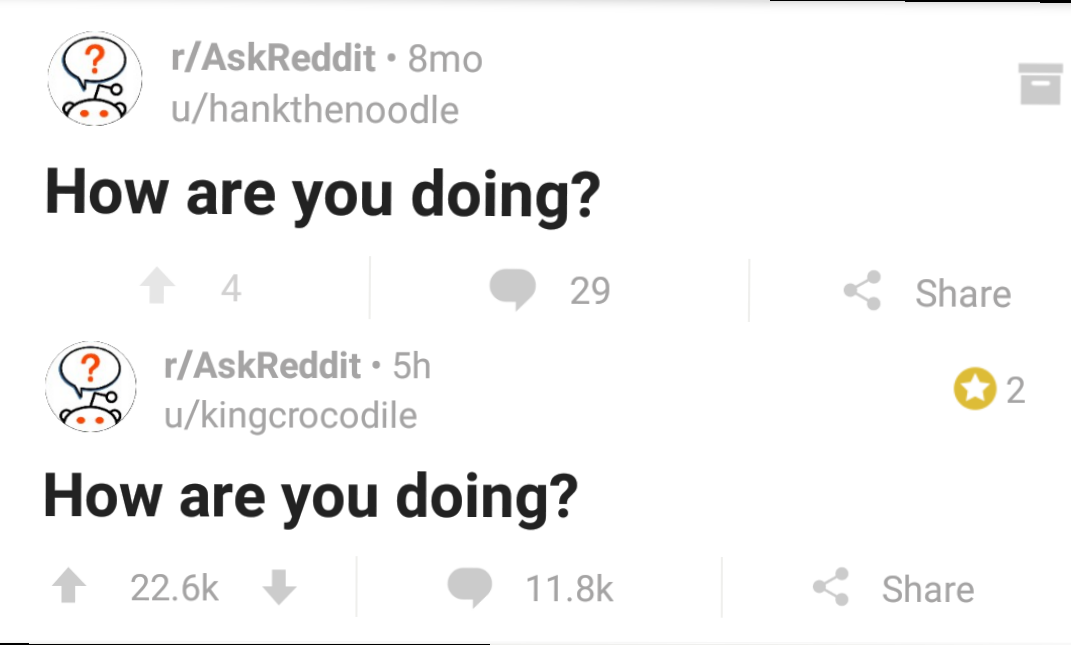 r/AskReddit • 8mo
u/hankthenoodle
How are you doing?
4 29 Share
r/AskReddit • 5h
u/kingcrocodile
2
How are you doing?
22.6k 11.8k Share